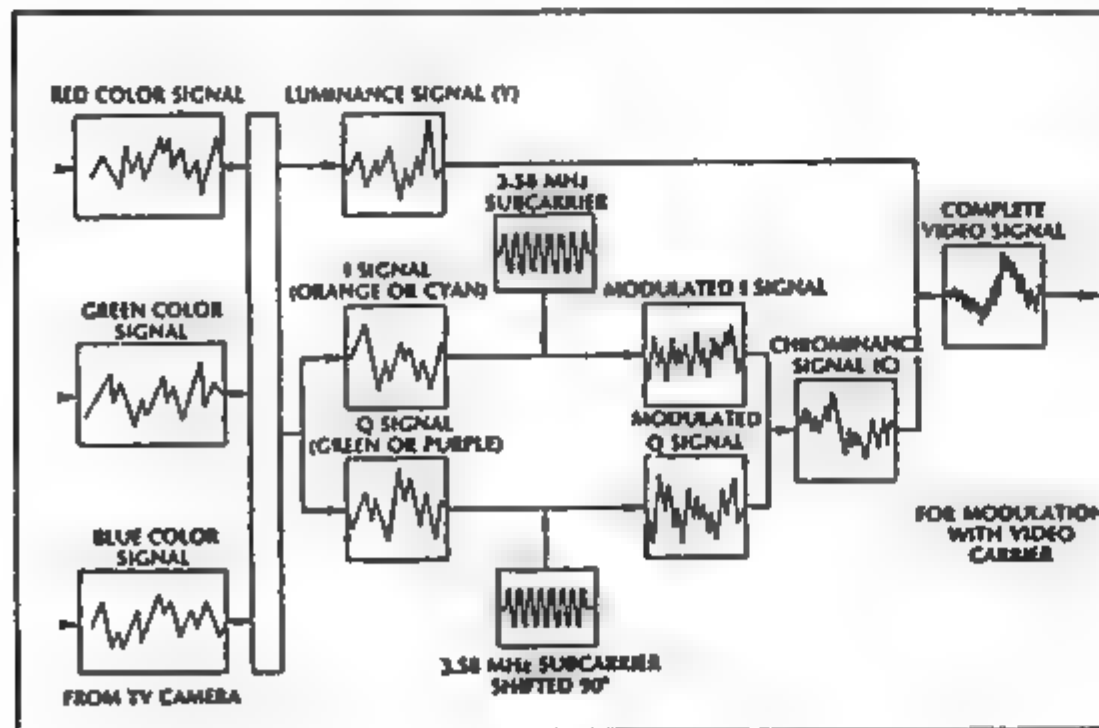 RED COLOR SIGNAL
LUMINANCE SIGNAL (Y)
3.58 MHz
SUBCARRIER
COMPLETE
VIDEO SIGNAL
I SIGNAL
(ORANGE OR CYAN)
MODULATED I SIGNAL
GREEN COLOR
SIGNAL
CHROMINANCE
SIGNAL (C)
Q SIGNAL
(GREEN OR PURPLE)
MODULATED
Q SIGNAL
BLUE COLOR
SIGNAL
FOR MODULATION
WITH VIDEO
CARRIER
3.58 MHz SUBCARRIER
SHIFTED 90°
FROM TV CAMERA